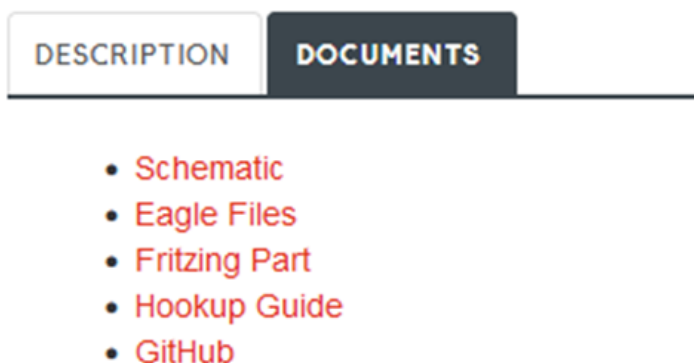 DESCRIPTION DOCUMENTS
Schematic
Eagle Files
Fritzing Part
Hookup Guide
GitHub